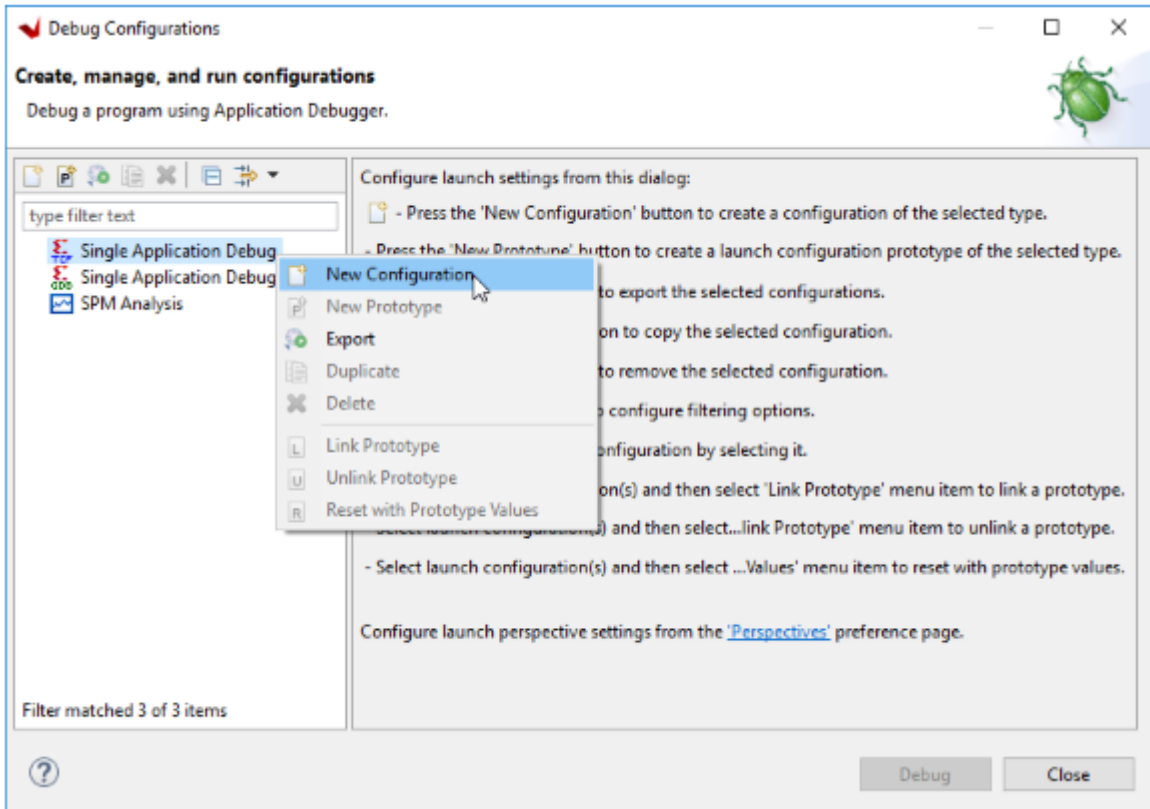 Debug Configurations
Create, manage, and run configurations
Debug a program using Application Debugger.
type filter text
Single Application Debug
Single Application Debug
SPM Analysis
Filter matched 3 of 3 items
New Configuration
New Prototype
Export
Duplicate
Delete
Link Prototype
Unlink Prototype
Reset with Prototype Values
Configure launch settings from this dialog:
- Press the 'New Configuration' button to create a configuration of the selected type.
- Press the 'New Prototype' button to create a launch configuration prototype of the selected type.
to export the selected configurations.
on to copy the selected configuration.
to remove the selected configuration.
configure filtering options.
onfiguration by selecting it.
on(s) and then select 'Link Prototype' menu item to link a prototype.
- Select launch configuration(s) and then select...link Prototype' menu item to unlink a prototype.
- Select launch configuration(s) and then select ...Values' menu item to reset with prototype values.
Configure launch perspective settings from the 'Perspectives' preference page.
Debug
Close